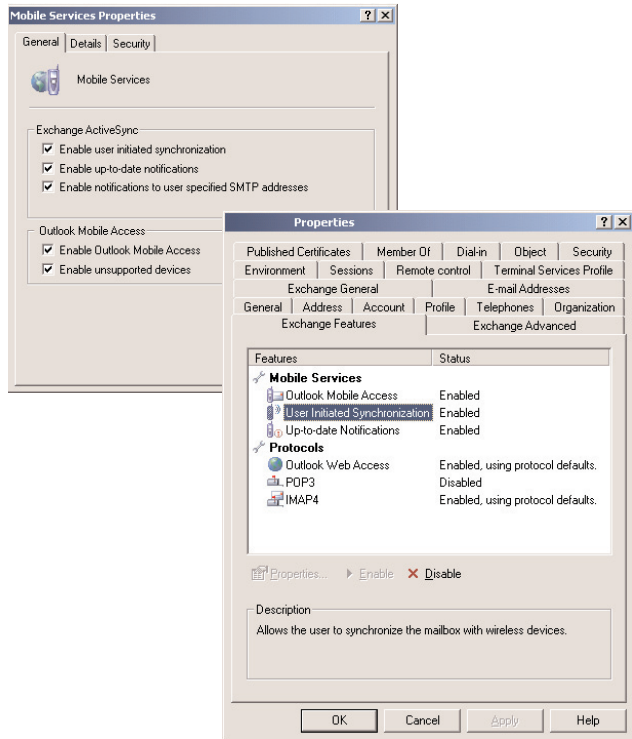 Mobile Services Properties
General Details Security
Mobile Services
Exchange ActiveSync
Enable user initiated synchronization
Enable up-to-date notifications
Enable notifications to user specified SMTP addresses
Outlook Mobile Access
Enable Outlook Mobile Access
Enable unsupported devices
Properties
Published Certificates Member Of Dial-in Object Security
Environment Sessions Remote control Terminal Services Profile
Exchange General E-mail Addresses
General Address Account Profile Telephones Organization
Exchange Features Exchange Advanced
Features Status
Mobile Services
Outlook Mobile Access Enabled
User Initiated Synchronization Enabled
Up-to-date Notifications Enabled
Protocols
Outlook Web Access Enabled, using protocol defaults.
POP3 Disabled
IMAP4 Enabled, using protocol defaults.
Properties... Enable Disable
Description
Allows the user to synchronize the mailbox with wireless devices.
OK Cancel Apply Help